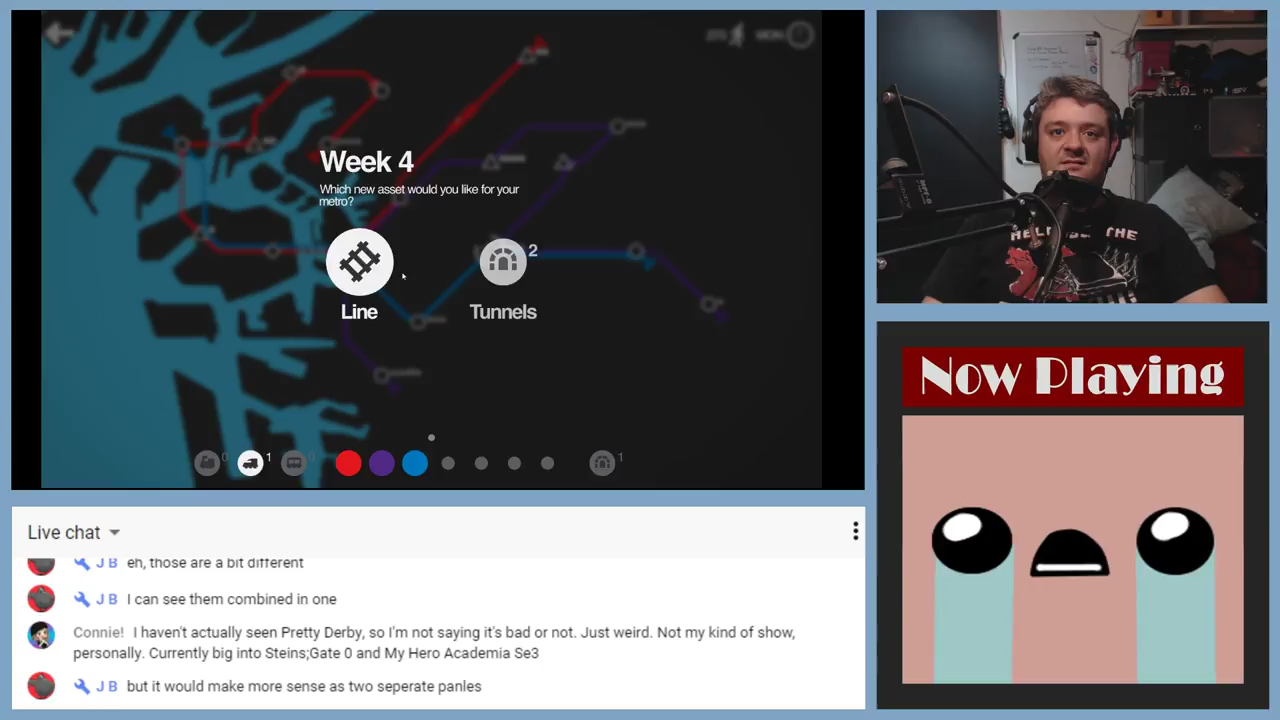 Week 4
Which new asset would you like for your
metro?
2
Line
Tunnels
0
1
0
1
HELL THE
Now Playing
Live chat
J B eh, those are a bit different
J B I can see them combined in one
Connie! I haven't actually seen Pretty Derby, so I'm not saying it's bad or not. Just weird. Not my kind of show,
personally. Currently big into Steins;Gate 0 and My Hero Academia Se3
J B but it would make more sense as two seperate panles